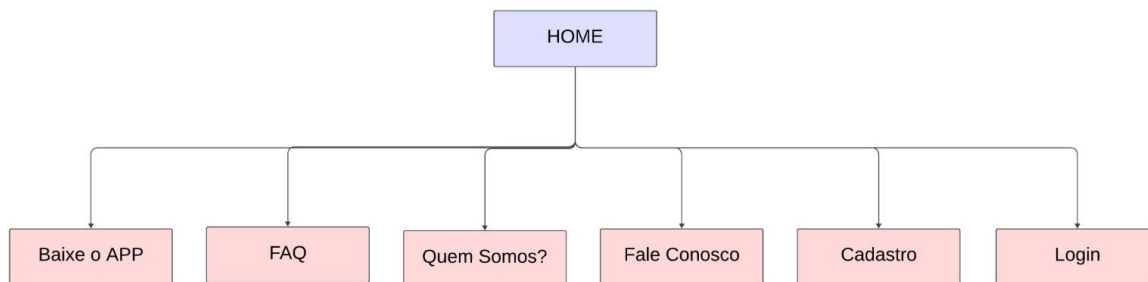 HOME
Baixe o APP
FAQ
Quem Somos?
Fale Conosco
Cadastro
Login